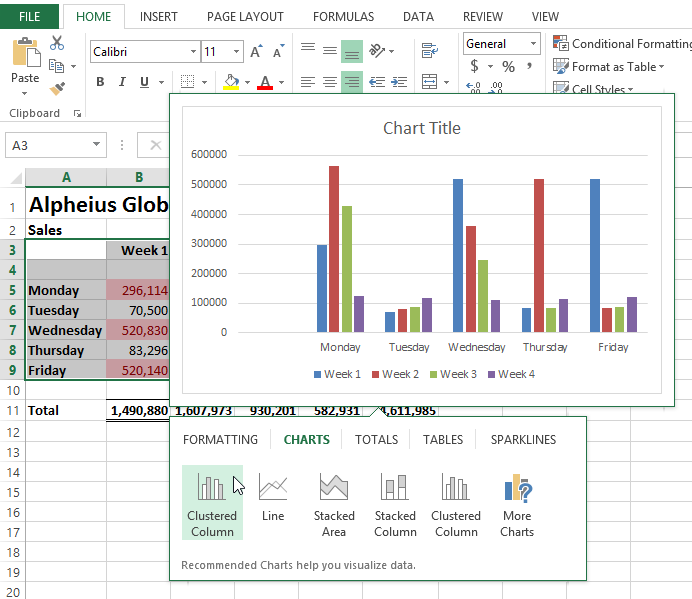 FILE HOME INSERT PAGE LAYOUT FORMULAS DATA REVIEW VIEW
Calibri 11 A A General Conditional Formatting
Paste B I U A $ % , Format as Table
Cell Styles
Clipboard
A3
A B
1 Alpheius Glob
2 Sales
3 Week 1
4
5 Monday 296,114
6 Tuesday 70,500
7 Wednesday 520,830
8 Thursday 83,296
9 Friday 520,140
10
11 Total 1,490,880 1,607,973 930,201 582,931 4,611,985
12
13
14
15
16
17
18
19
20
Chart Title
600000
500000
400000
300000
200000
100000
0
Monday Tuesday Wednesday Thursday Friday
Week 1 Week 2 Week 3 Week 4
FORMATTING CHARTS TOTALS TABLES SPARKLINES
Clustered Column
Line
Stacked Area
Stacked Column
Clustered Column
More Charts
Recommended Charts help you visualize data.